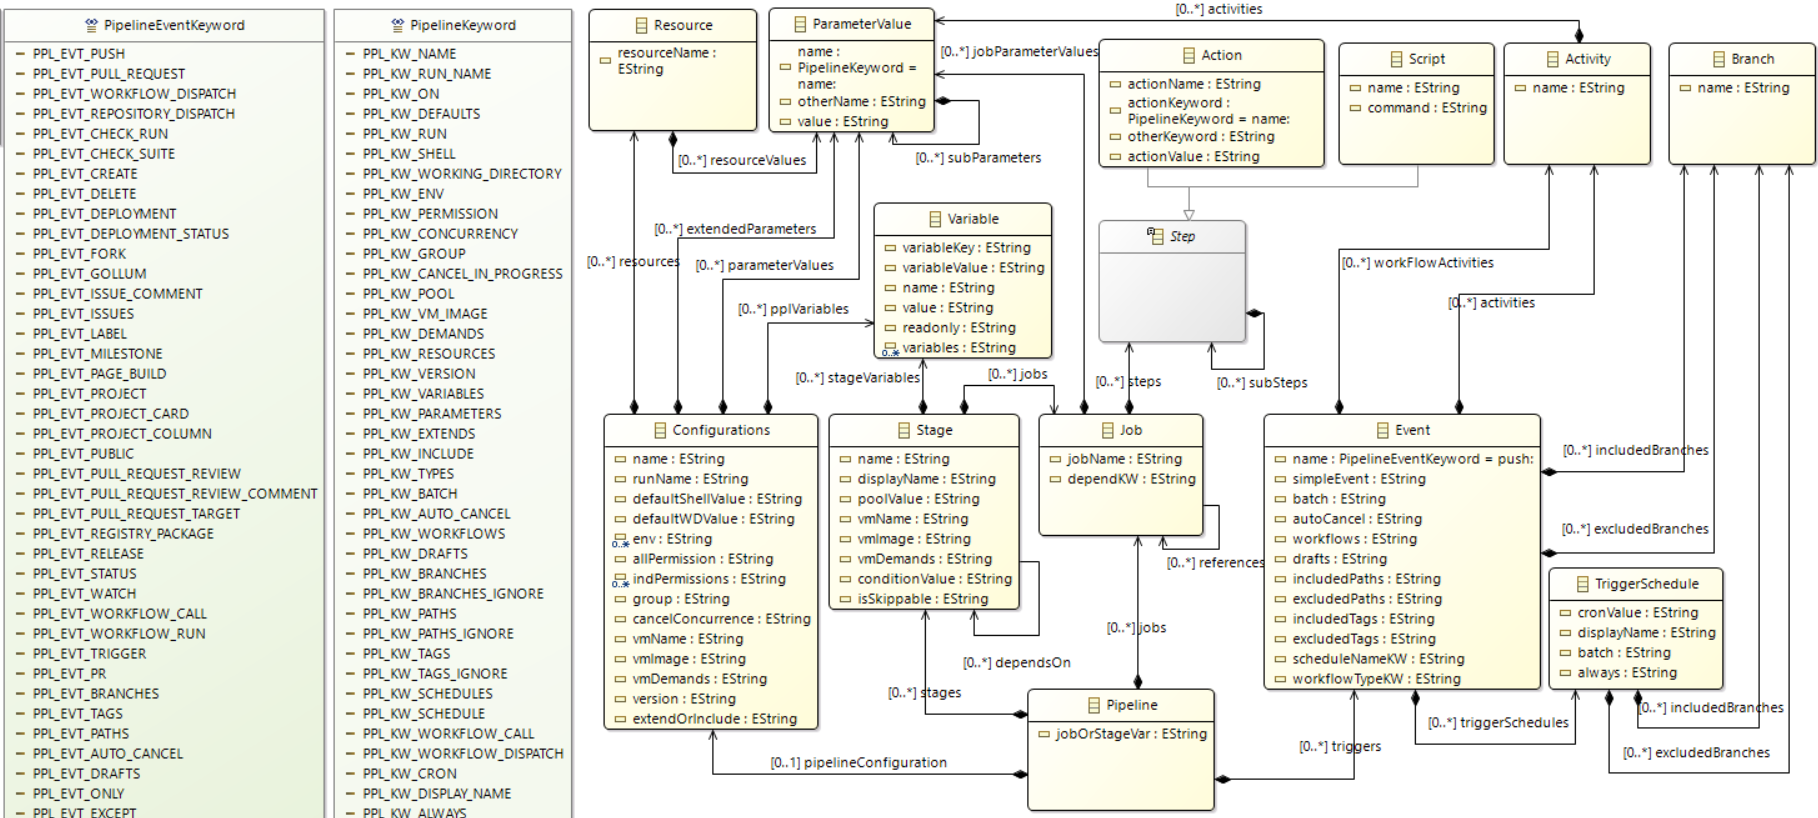 PipelineEventKeyword
PPL_EVT_PUSH
PPL_EVT_PULL_REQUEST
PPL_EVT_WORKFLOW_DISPATCH
PPL_EVT_REPOSITORY_DISPATCH
PPL_EVT_CHECK_RUN
PPL_EVT_CHECK_SUITE
PPL_EVT_CREATE
PPL_EVT_DELETE
PPL_EVT_DEPLOYMENT
PPL_EVT_DEPLOYMENT_STATUS
PPL_EVT_FORK
PPL_EVT_GOLLUM
PPL_EVT_ISSUE_COMMENT
PPL_EVT_ISSUES
PPL_EVT_LABEL
PPL_EVT_MILESTONE
PPL_EVT_PAGE_BUILD
PPL_EVT_PROJECT
PPL_EVT_PROJECT_CARD
PPL_EVT_PROJECT_COLUMN
PPL_EVT_PUBLIC
PPL_EVT_PULL_REQUEST_REVIEW
PPL_EVT_PULL_REQUEST_REVIEW_COMMENT
PPL_EVT_PULL_REQUEST_TARGET
PPL_EVT_REGISTRY_PACKAGE
PPL_EVT_RELEASE
PPL_EVT_STATUS
PPL_EVT_WATCH
PPL_EVT_WORKFLOW_CALL
PPL_EVT_WORKFLOW_RUN
PPL_EVT_TRIGGER
PPL_EVT_PR
PPL_EVT_BRANCHES
PPL_EVT_TAGS
PPL_EVT_PATHS
PPL_EVT_AUTO_CANCEL
PPL_EVT_DRAFTS
PPL_EVT_ONLY
PPL_EVT_EXCEPT
PipelineKeyword
PPL_KW_NAME
PPL_KW_RUN_NAME
PPL_KW_ON
PPL_KW_DEFAULTS
PPL_KW_RUN
PPL_KW_SHELL
PPL_KW_WORKING_DIRECTORY
PPL_KW_ENV
PPL_KW_PERMISSION
PPL_KW_CONCURRENCY
PPL_KW_GROUP
PPL_KW_CANCEL_IN_PROGRESS
PPL_KW_POOL
PPL_KW_VM_IMAGE
PPL_KW_DEMANDS
PPL_KW_RESOURCES
PPL_KW_VERSION
PPL_KW_VARIABLES
PPL_KW_PARAMETERS
PPL_KW_EXTENDS
PPL_KW_INCLUDE
PPL_KW_TYPES
PPL_KW_BATCH
PPL_KW_AUTO_CANCEL
PPL_KW_WORKFLOWS
PPL_KW_DRAFTS
PPL_KW_BRANCHES
PPL_KW_BRANCHES_IGNORE
PPL_KW_PATHS
PPL_KW_PATHS_IGNORE
PPL_KW_TAGS
PPL_KW_TAGS_IGNORE
PPL_KW_SCHEDULES
PPL_KW_SCHEDULE
PPL_KW_WORKFLOW_CALL
PPL_KW_WORKFLOW_DISPATCH
PPL_KW_CRON
PPL_KW_DISPLAY_NAME
PPL_KW_ALWAYS
Resource
resourceName :
EString
ParameterValue
name :
PipelineKeyword =
name:
otherName : EString
value : EString
[0..*] activities
[0..*] jobParameterValues
Action
actionName : EString
actionKeyword :
PipelineKeyword = name:
otherKeyword : EString
actionValue : EString
Script
name : EString
command : EString
Activity
name : EString
Branch
name : EString
[0..*] resourceValues
[0..*] subParameters
[0..*] extendedParameters
[0..*] resources
[0..*] parameterValues
[0..*] pplVariables
Variable
variableKey : EString
variableValue : EString
name : EString
value : EString
readonly : EString
0..*
variables : EString
Step
[0..*] workFlowActivities
[0..*] activities
[0..*] stageVariables
[0..*] jobs
[0..*] steps
[0..*] subSteps
Configurations
name : EString
runName : EString
defaultShellValue : EString
defaultWDValue : EString
0..*
env : EString
allPermission : EString
0..*
indPermissions : EString
group : EString
cancelConcurrence : EString
vmName : EString
vmImage : EString
vmDemands : EString
version : EString
extendOrInclude : EString
Stage
name : EString
displayName : EString
poolValue : EString
vmName : EString
vmImage : EString
vmDemands : EString
conditionValue : EString
isSkippable : EString
Job
jobName : EString
dependKW : EString
[0..*] references
Event
name : PipelineEventKeyword = push:
simpleEvent : EString
batch : EString
autoCancel : EString
workflows : EString
drafts : EString
includedPaths : EString
excludedPaths : EString
includedTags : EString
excludedTags : EString
scheduleNameKW : EString
workflowTypeKW : EString
[0..*] includedBranches
[0..*] excludedBranches
TriggerSchedule
cronValue : EString
displayName : EString
batch : EString
always : EString
[0..*] jobs
[0..*] dependsOn
[0..*] stages
Pipeline
jobOrStageVar : EString
[0..*] includedBranches
[0..*] triggerSchedules
[0..*] triggers
[0..*] excludedBranches
[0..1] pipelineConfiguration